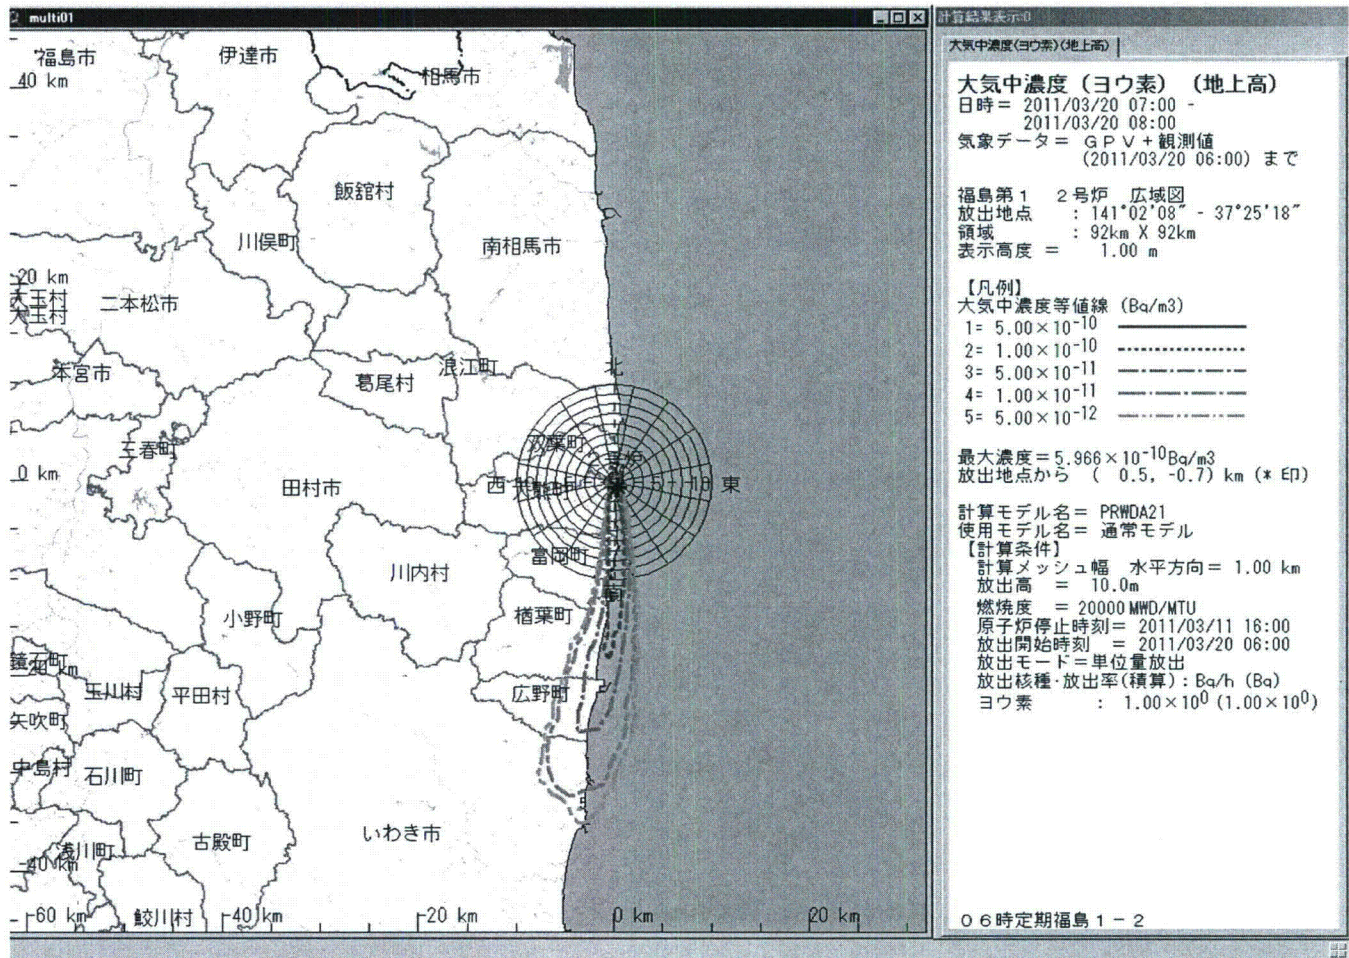 multi01
福島市
伊達市
相馬市
40 km
飯舘村
川俣町
南相馬市
20 km
大玉村
大玉村
二本松市
本宮市
葛尾村
浪江町
北
三春町
双葉町
0 km
田村市
西
大熊町
東
富岡町
川内村
南
小野町
楢葉町
鏡石町
-20 km
玉川村
平田村
広野町
矢吹町
中島村
石川町
いわき市
古殿町
浅川町
-40 km
鮫川村
-60 km
-40 km
-20 km
0 km
20 km
計算結果表示:0
大気中濃度(ヨウ素)(地上高)
大気中濃度（ヨウ素）（地上高）
日時＝ 2011/03/20 07:00 -
2011/03/20 08:00
気象データ＝ ＧＰＶ＋観測値
(2011/03/20 06:00) まで
福島第１　２号炉　広域図
放出地点　：141°02'08" - 37°25'18"
領域　：92km X 92km
表示高度 ＝　1.00 m
【凡例】
大気中濃度等値線 (Bq/m3)
1= 5.00×10⁻¹⁰
2= 1.00×10⁻¹⁰
3= 5.00×10⁻¹¹
4= 1.00×10⁻¹¹
5= 5.00×10⁻¹²
最大濃度＝5.966×10⁻¹⁰Bq/m3
放出地点から　( 0.5, -0.7) km (* 印)
計算モデル名＝ PRWDA21
使用モデル名＝ 通常モデル
【計算条件】
計算メッシュ幅　水平方向＝ 1.00 km
放出高　＝　10.0m
燃焼度　＝ 20000MWD/MTU
原子炉停止時刻＝ 2011/03/11 16:00
放出開始時刻　＝ 2011/03/20 06:00
放出モード＝単位量放出
放出核種・放出率(積算)：Bq/h (Bq)
ヨウ素　：1.00×10⁰ (1.00×10⁰)
０６時定期福島１－２